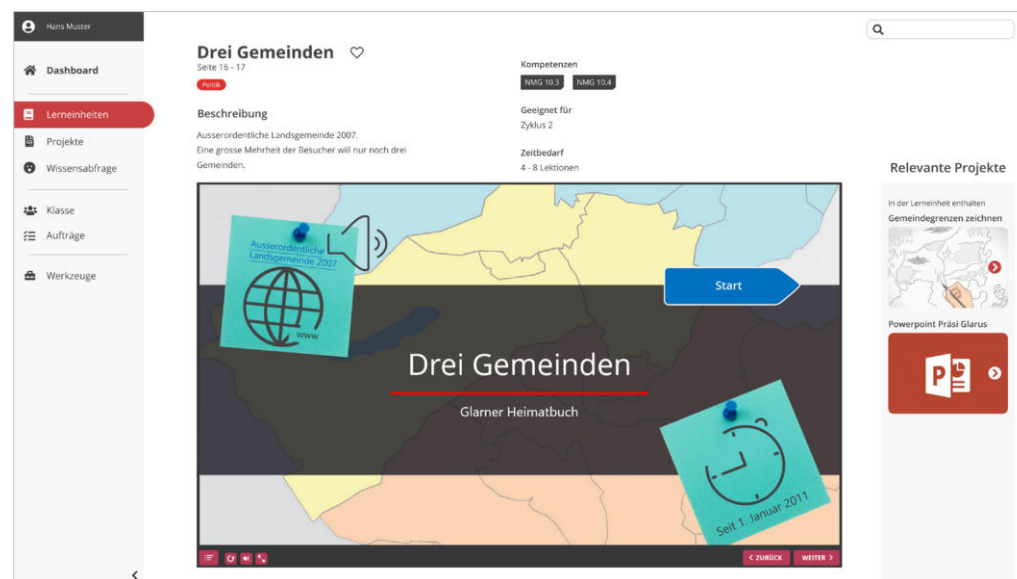 Hans Muster
Dashboard
Lerneinheiten
Projekte
Wissensabfrage
Klasse
Aufträge
Werkzeuge
Drei Gemeinden
Seite 16 - 17
Politik
Beschreibung
Ausserordentliche Landsgemeinde 2007.
Eine grosse Mehrheit der Besucher will nur noch drei
Gemeinden.
Kompetenzen
NMG 10.3 NMG 10.4
Geeignet für
Zyklus 2
Zeitbedarf
4 - 8 Lektionen
Ausserordentliche
Landsgemeinde 2007
www
Start
Drei Gemeinden
Glarner Heimatbuch
Seit 1. Januar 2011
ZURÜCK WEITER
Relevante Projekte
In der Lerneinheit enthalten
Gemeindegrenzen zeichnen
Powerpoint Präsi Glarus
P